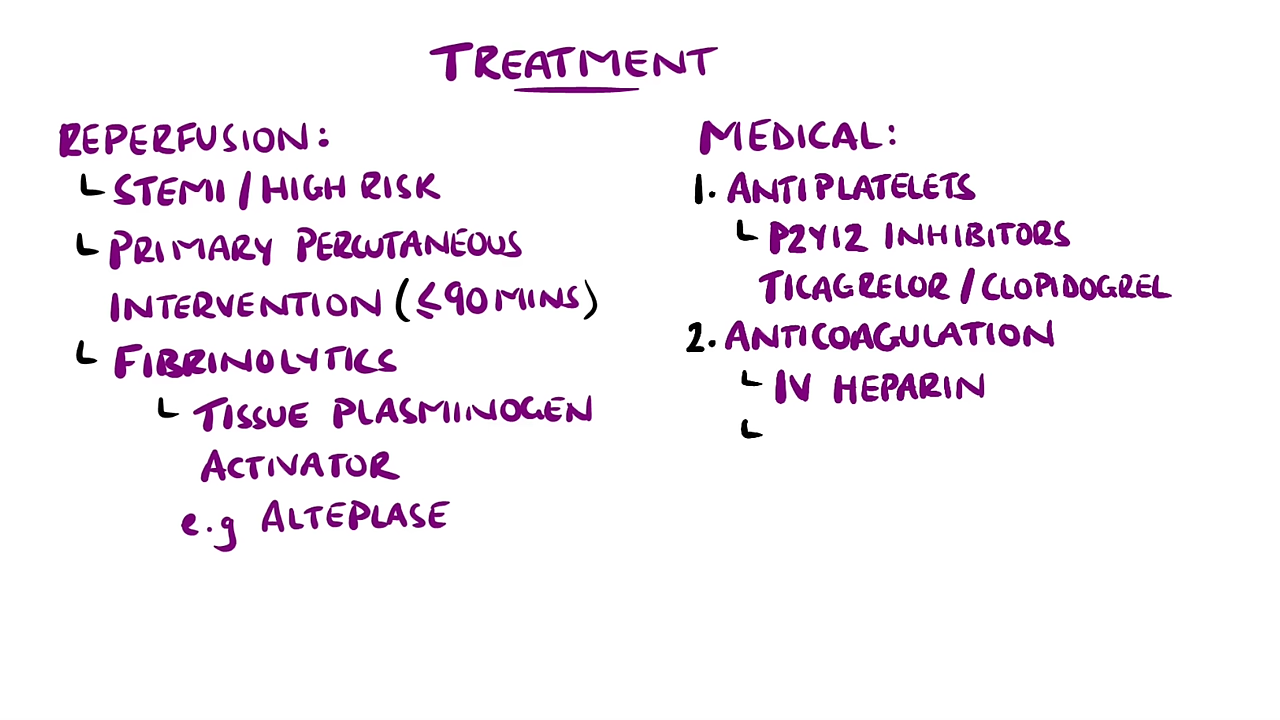 TREATMENT
REPERFUSION:
STEMI / HIGH RISK
PRIMARY PERCUTANEOUS
INTERVENTION (≤90 MINS)
FIBRINOLYTICS
TISSUE PLASMINOGEN
ACTIVATOR
e.g ALTEPLASE
MEDICAL:
1. ANTIPLATELETS
P2Y12 INHIBITORS
TICAGRELOR / CLOPIDOGREL
2. ANTICOAGULATION
IV HEPARIN